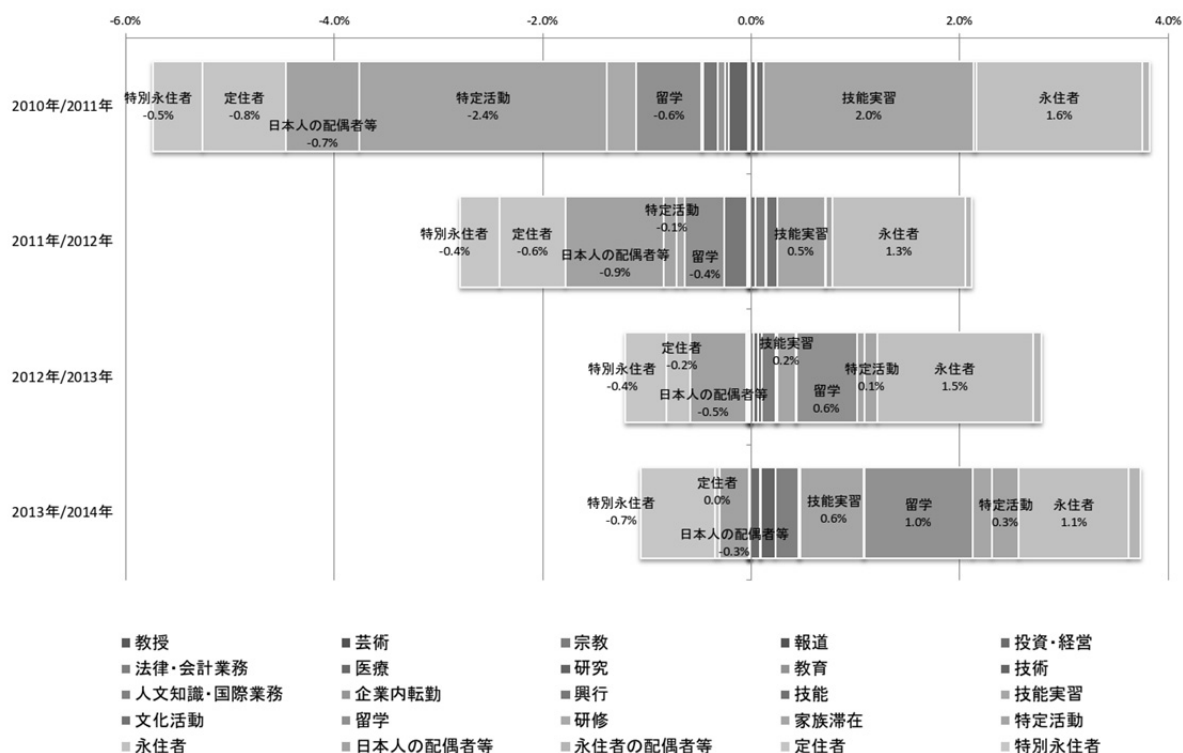 -6.0% -4.0% -2.0% 0.0% 2.0% 4.0%
2010年/2011年
特別永住者
-0.5%
定住者
-0.8%
日本人の配偶者等
-0.7%
特定活動
-2.4%
留学
-0.6%
技能実習
2.0%
永住者
1.6%
2011年/2012年
特別永住者
-0.4%
定住者
-0.6%
日本人の配偶者等
-0.9%
特定活動
-0.1%
留学
-0.4%
技能実習
0.5%
永住者
1.3%
2012年/2013年
特別永住者
-0.4%
定住者
-0.2%
日本人の配偶者等
-0.5%
技能実習
0.2%
留学
0.6%
特定活動
0.1%
永住者
1.5%
2013年/2014年
特別永住者
-0.7%
定住者
0.0%
日本人の配偶者等
-0.3%
技能実習
0.6%
留学
1.0%
特定活動
0.3%
永住者
1.1%
教授 芸術 宗教 報道 投資・経営
法律・会計業務 医療 研究 教育 技術
人文知識・国際業務 企業内転勤 興行 技能 技能実習
文化活動 留学 研修 家族滞在 特定活動
永住者 日本人の配偶者等 永住者の配偶者等 定住者 特別永住者